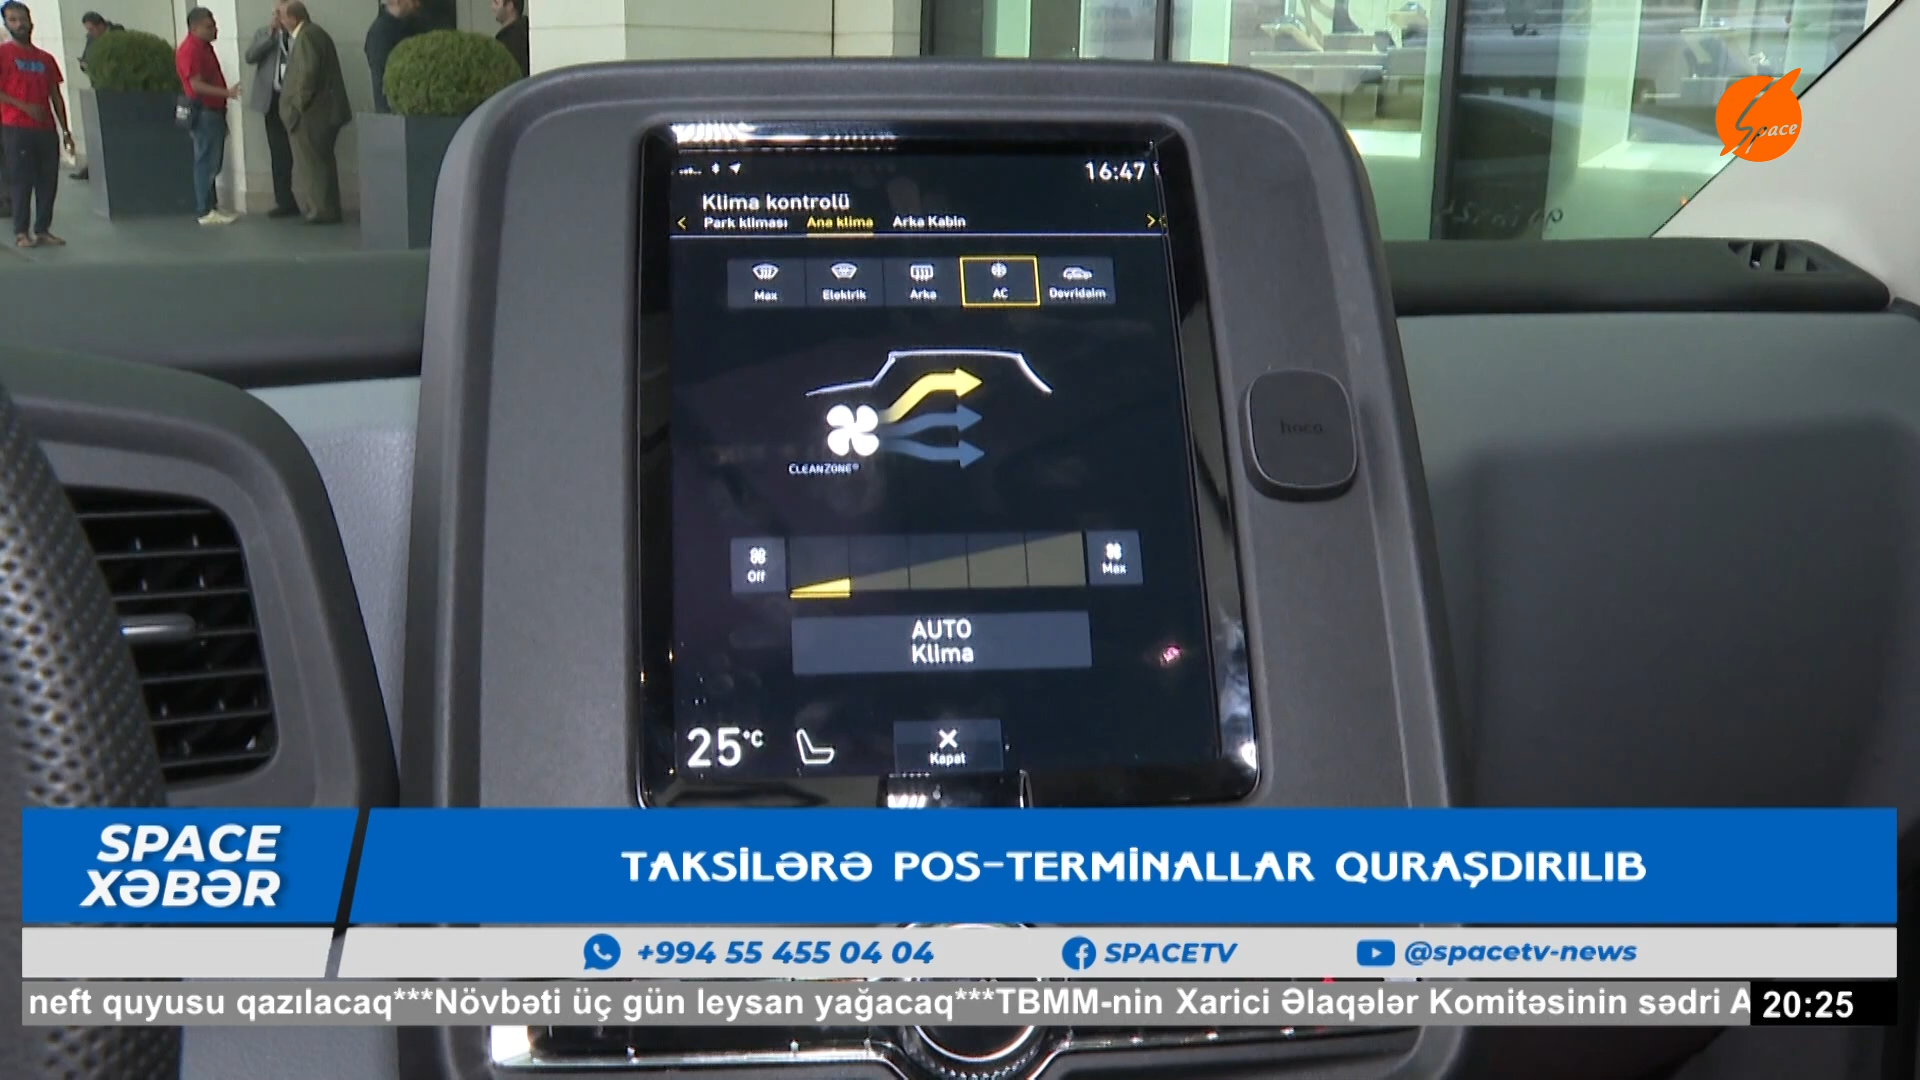 Space
16:47
Klima kontrolü
Park kliması Ana klima Arka Kabin
Max Elektrik Arka AC Devridaim
CLEANZONE®
Off Max
AUTO
Klima
25°C
Kapat
hoco.
SPACE
XƏBƏR
TAKSİLƏRƏ POS-TERMİNALLAR QURAŞDIRILIB
+994 55 455 04 04 SPACETV @spacetv-news
neft quyusu qazılacaq***Növbəti üç gün leysan yağacaq***TBMM-nin Xarici Əlaqələr Komitəsinin sədri A 20:25